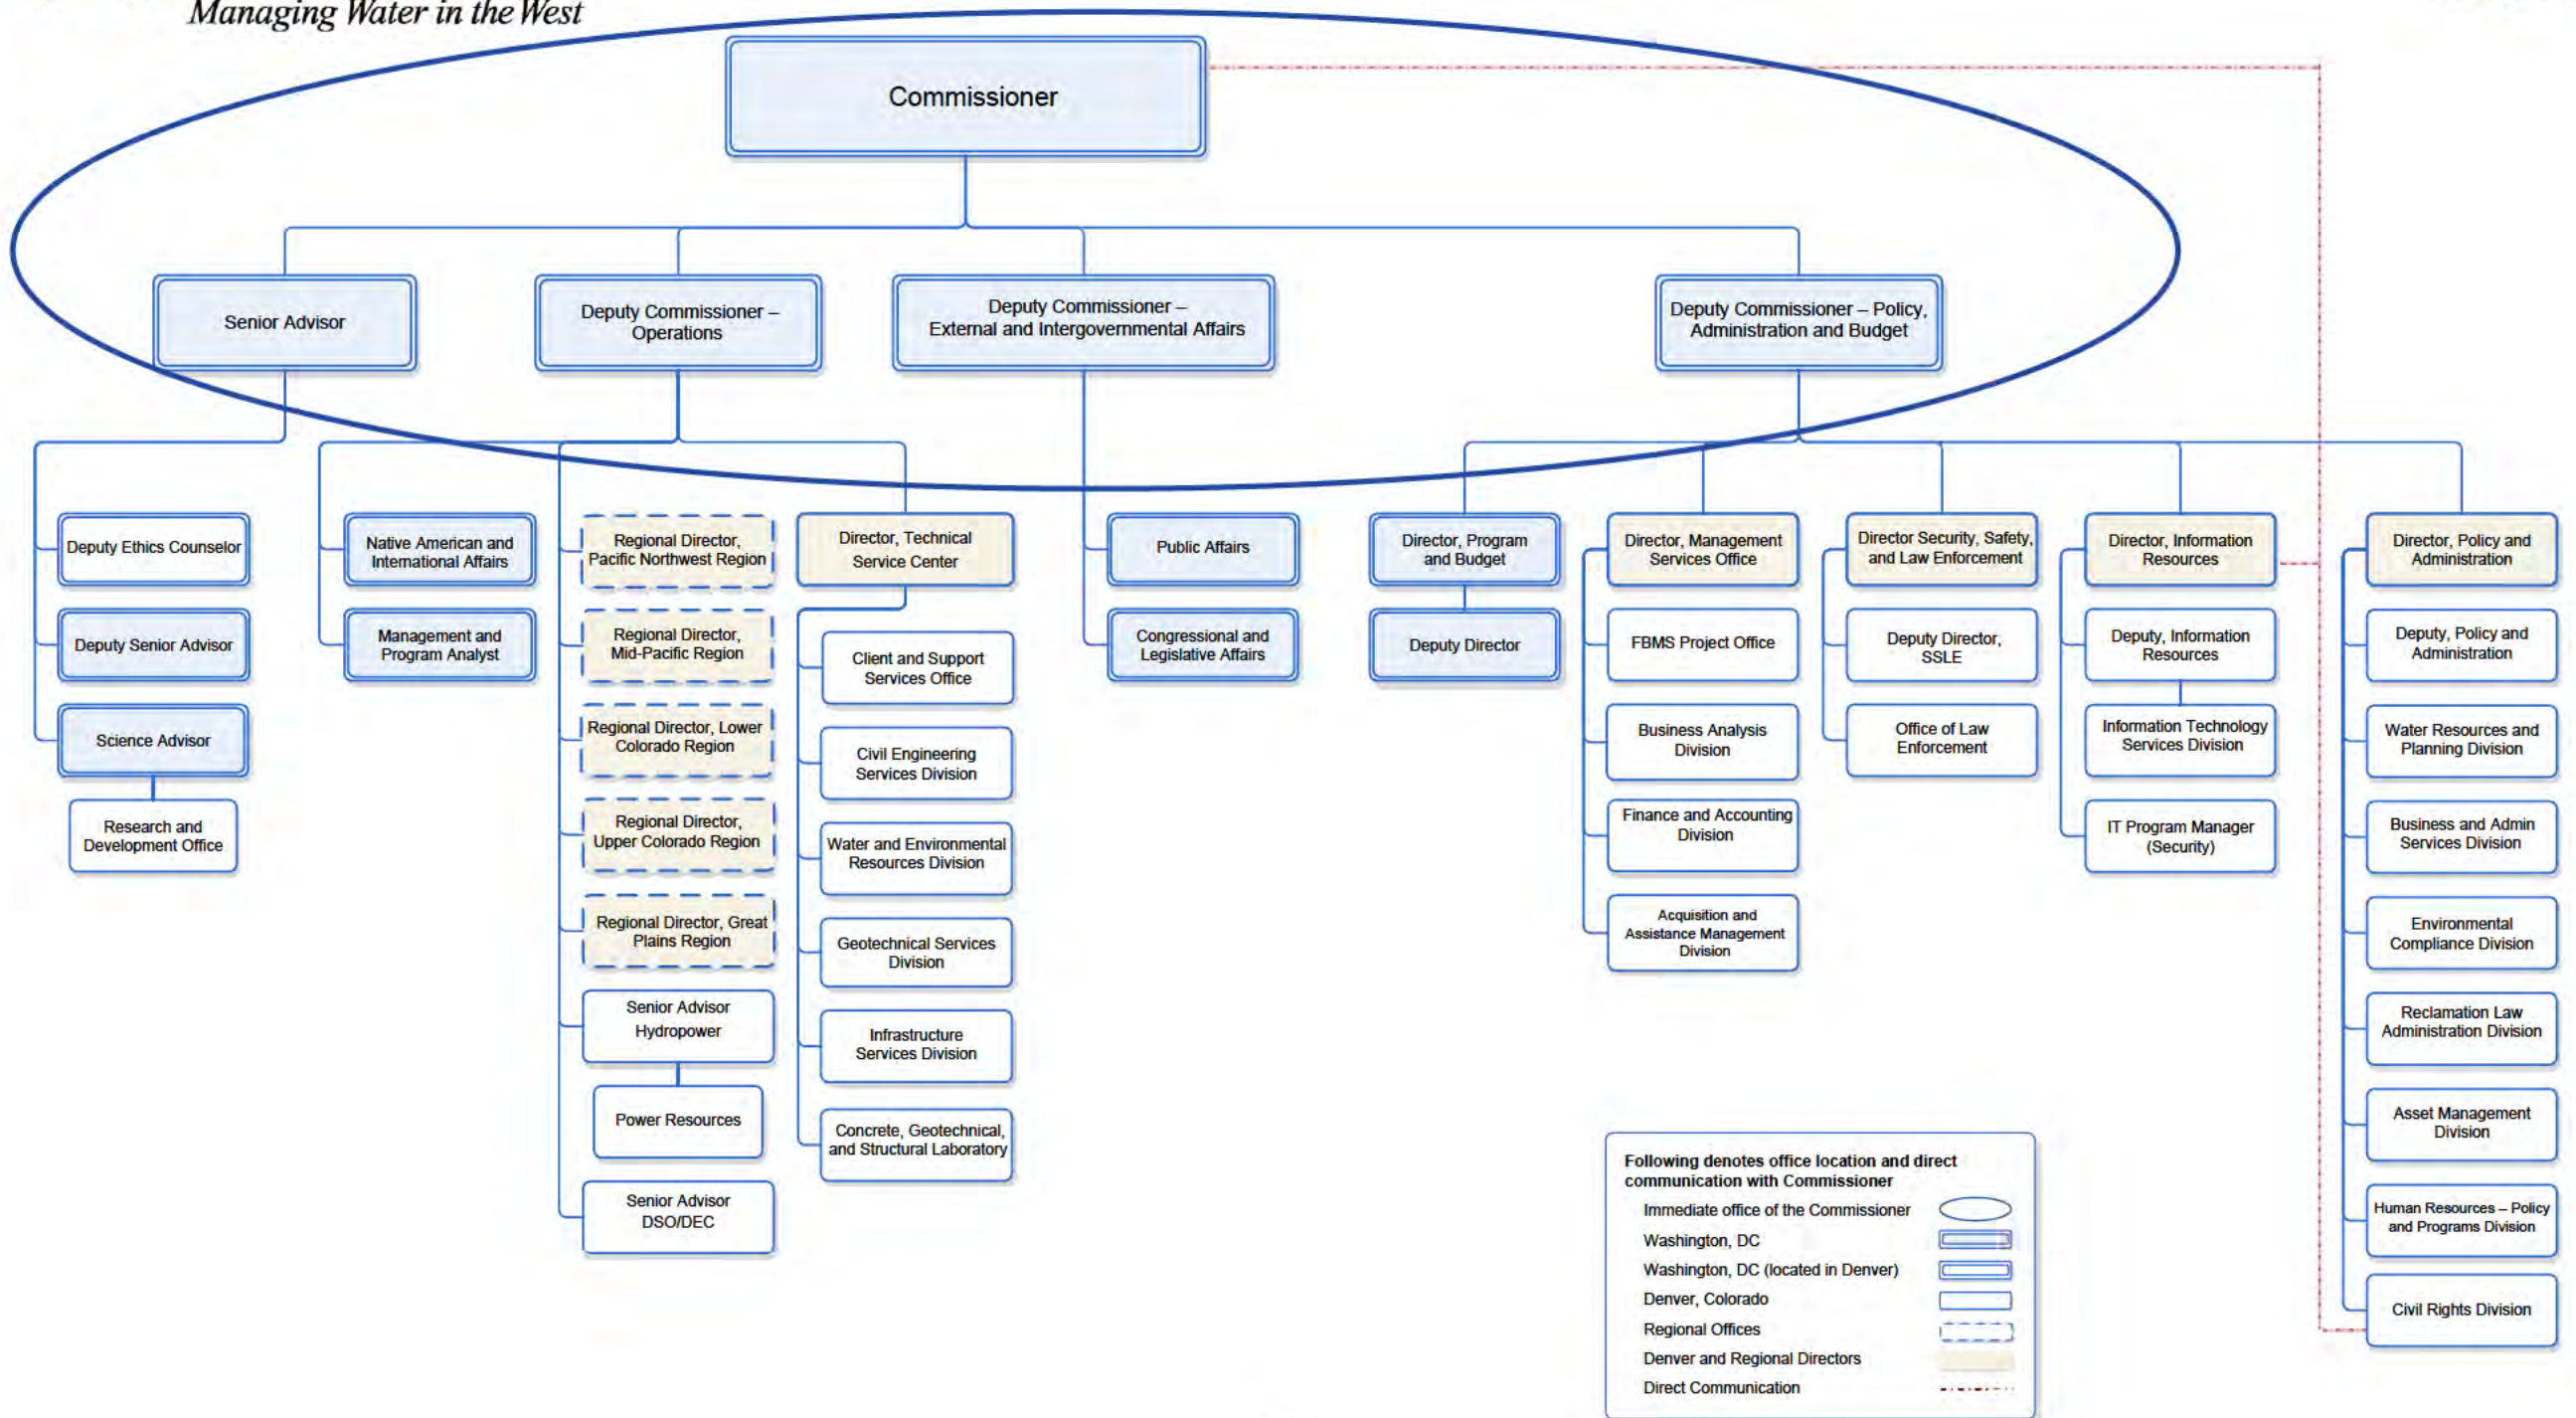 Managing Water in the West
Commissioner
Senior Advisor
Deputy Commissioner –
Operations
Deputy Commissioner –
External and Intergovernmental Affairs
Deputy Commissioner – Policy,
Administration and Budget
Deputy Ethics Counselor
Deputy Senior Advisor
Science Advisor
Research and
Development Office
Native American and
International Affairs
Management and
Program Analyst
Regional Director,
Pacific Northwest Region
Regional Director,
Mid-Pacific Region
Regional Director, Lower
Colorado Region
Regional Director,
Upper Colorado Region
Regional Director, Great
Plains Region
Senior Advisor
Hydropower
Power Resources
Senior Advisor
DSO/DEC
Director, Technical
Service Center
Client and Support
Services Office
Civil Engineering
Services Division
Water and Environmental
Resources Division
Geotechnical Services
Division
Infrastructure
Services Division
Concrete, Geotechnical,
and Structural Laboratory
Public Affairs
Congressional and
Legislative Affairs
Director, Program
and Budget
Deputy Director
Director, Management
Services Office
FBMS Project Office
Business Analysis
Division
Finance and Accounting
Division
Acquisition and
Assistance Management
Division
Director Security, Safety,
and Law Enforcement
Deputy Director,
SSLE
Office of Law
Enforcement
Director, Information
Resources
Deputy, Information
Resources
Information Technology
Services Division
IT Program Manager
(Security)
Director, Policy and
Administration
Deputy, Policy and
Administration
Water Resources and
Planning Division
Business and Admin
Services Division
Environmental
Compliance Division
Reclamation Law
Administration Division
Asset Management
Division
Human Resources – Policy
and Programs Division
Civil Rights Division
Following denotes office location and direct
communication with Commissioner
Immediate office of the Commissioner
Washington, DC
Washington, DC (located in Denver)
Denver, Colorado
Regional Offices
Denver and Regional Directors
Direct Communication